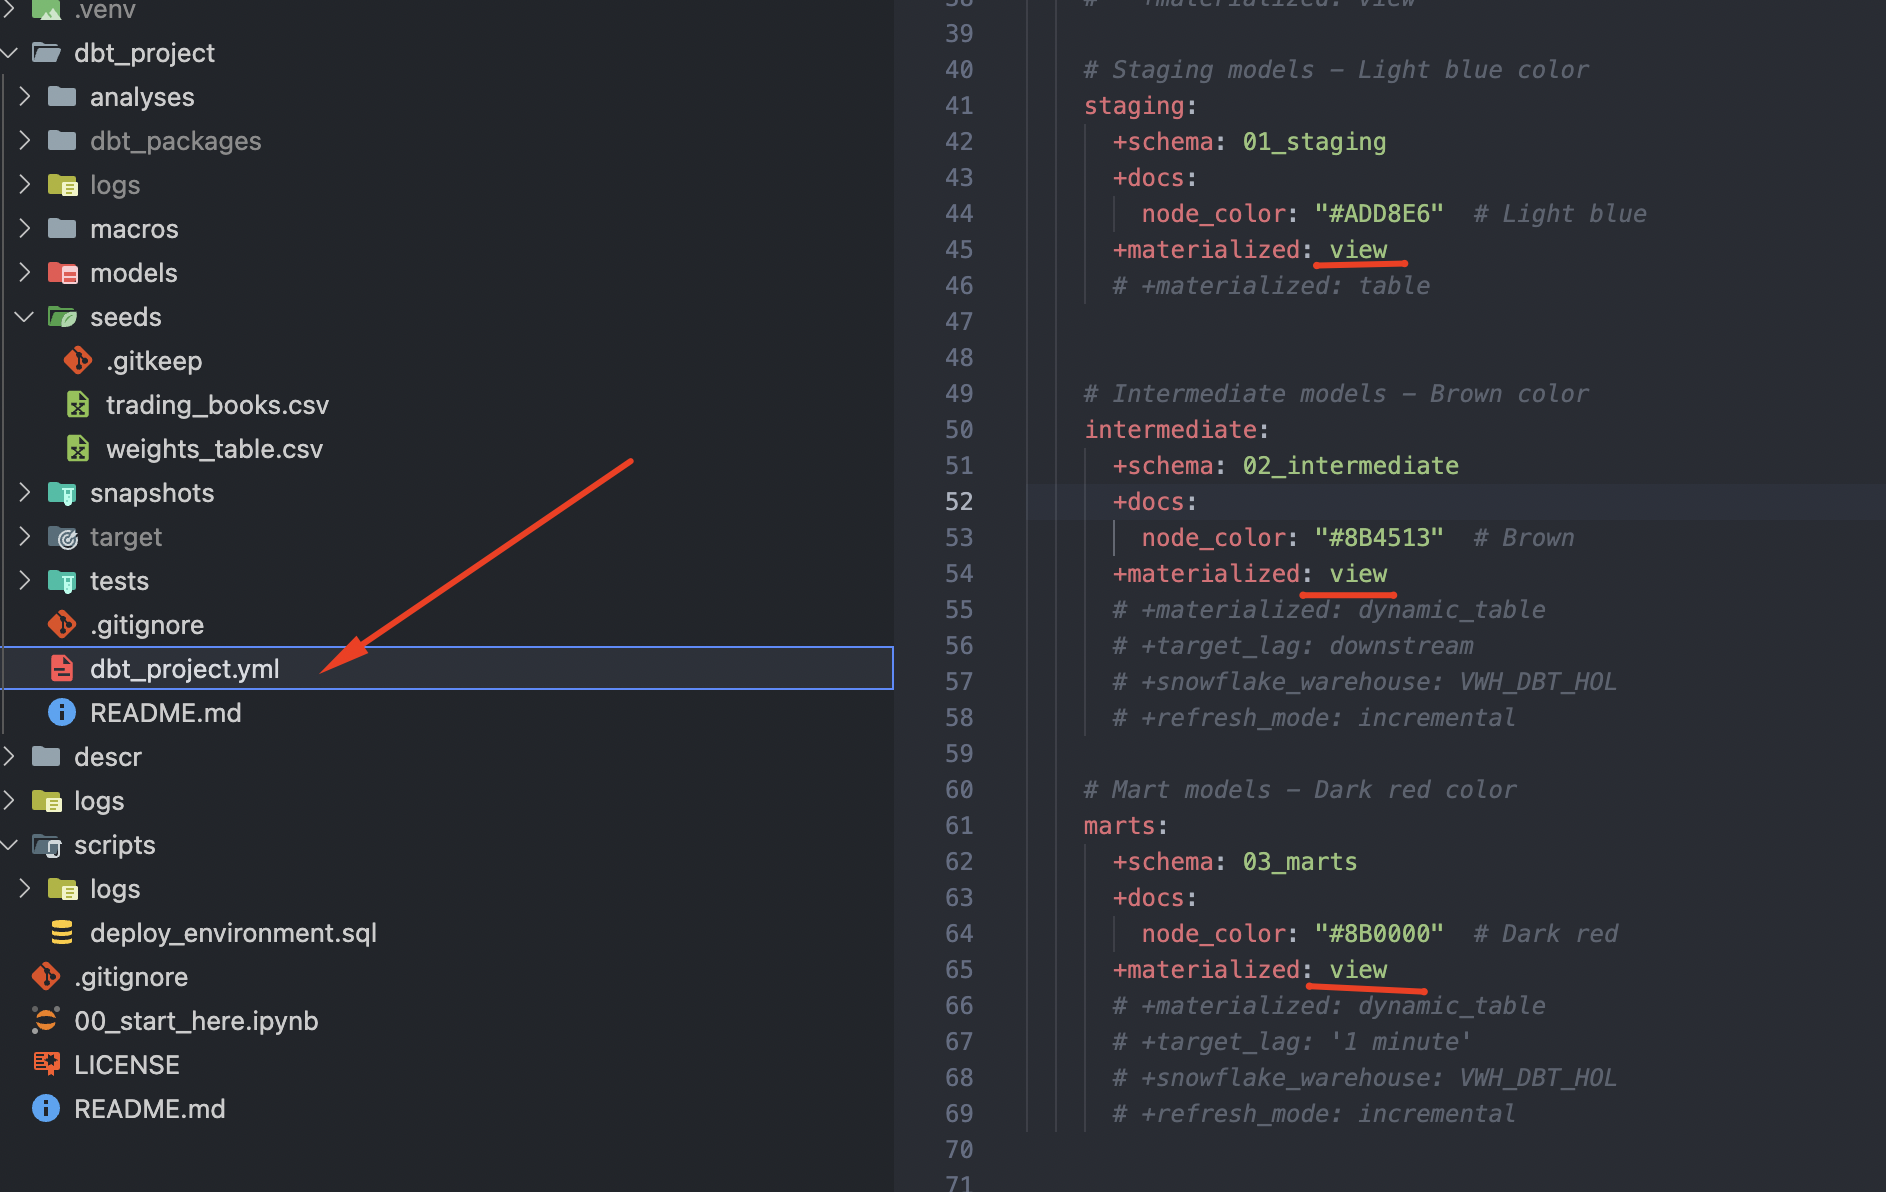 .venv
dbt_project
analyses
dbt_packages
logs
macros
models
seeds
.gitkeep
trading_books.csv
weights_table.csv
snapshots
target
tests
.gitignore
dbt_project.yml
README.md
descr
logs
scripts
logs
deploy_environment.sql
.gitignore
00_start_here.ipynb
LICENSE
README.md
38 # +materialized: view
39
40 # Staging models – Light blue color
41 staging:
42 +schema: 01_staging
43 +docs:
44 node_color: "#ADD8E6" # Light blue
45 +materialized: view
46 # +materialized: table
47
48
49 # Intermediate models – Brown color
50 intermediate:
51 +schema: 02_intermediate
52 +docs:
53 node_color: "#8B4513" # Brown
54 +materialized: view
55 # +materialized: dynamic_table
56 # +target_lag: downstream
57 # +snowflake_warehouse: VWH_DBT_HOL
58 # +refresh_mode: incremental
59
60 # Mart models – Dark red color
61 marts:
62 +schema: 03_marts
63 +docs:
64 node_color: "#8B0000" # Dark red
65 +materialized: view
66 # +materialized: dynamic_table
67 # +target_lag: '1 minute'
68 # +snowflake_warehouse: VWH_DBT_HOL
69 # +refresh_mode: incremental
70
71